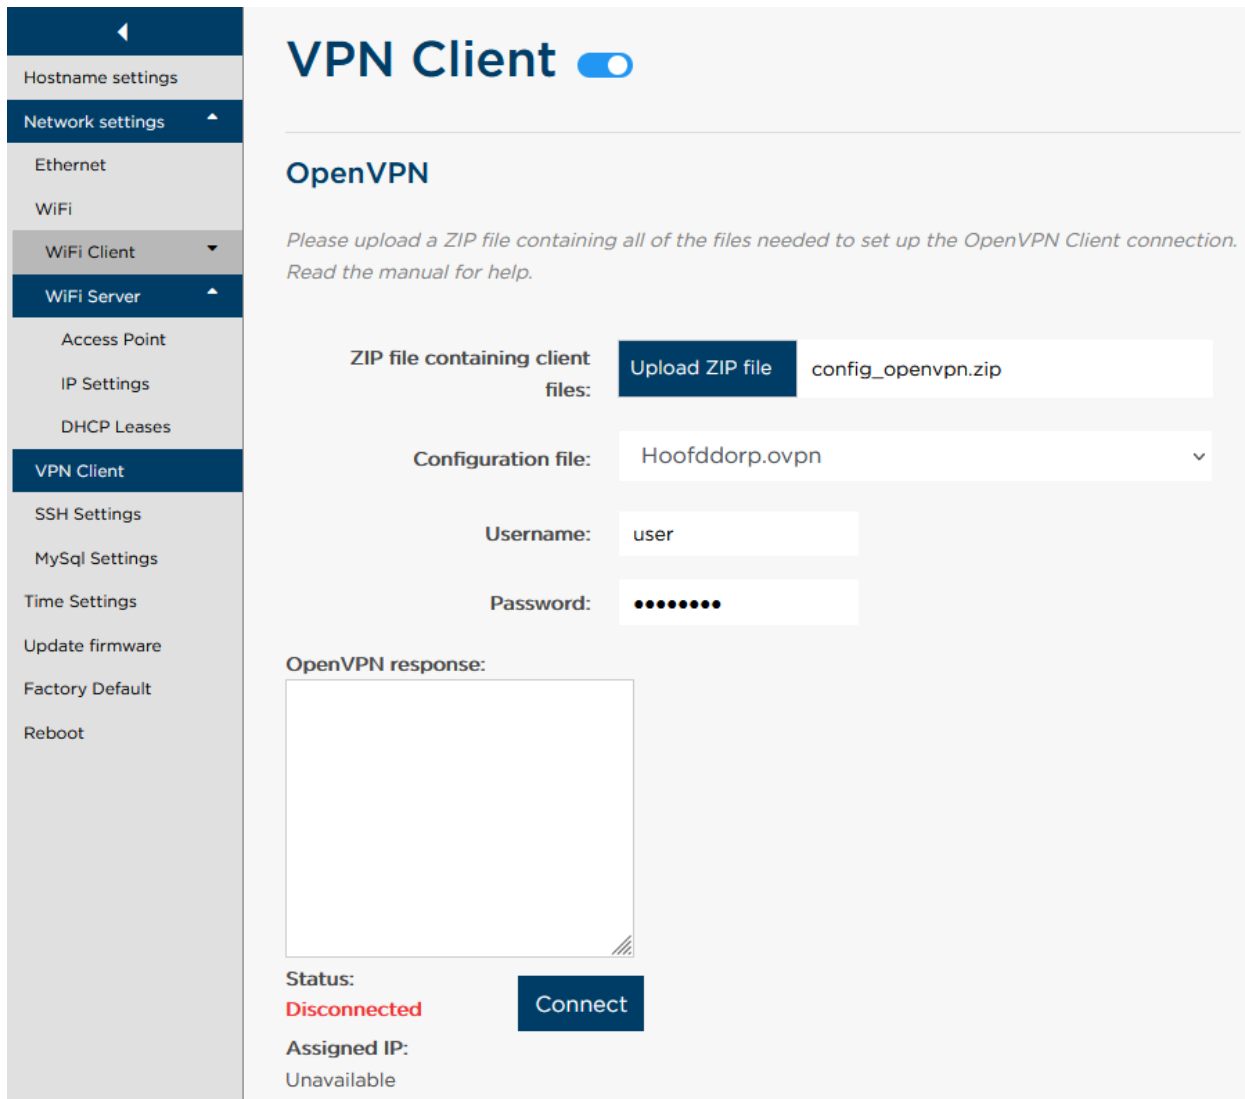 Hostname settings
Network settings
Ethernet
WiFi
WiFi Client
WiFi Server
Access Point
IP Settings
DHCP Leases
VPN Client
SSH Settings
MySql Settings
Time Settings
Update firmware
Factory Default
Reboot
VPN Client
OpenVPN
Please upload a ZIP file containing all of the files needed to set up the OpenVPN Client connection.
Read the manual for help.
ZIP file containing client
files:
Upload ZIP file
config_openvpn.zip
Configuration file:
Hoofddorp.ovpn
Username:
user
Password:
••••••••
OpenVPN response:
Status:
Disconnected
Connect
Assigned IP:
Unavailable